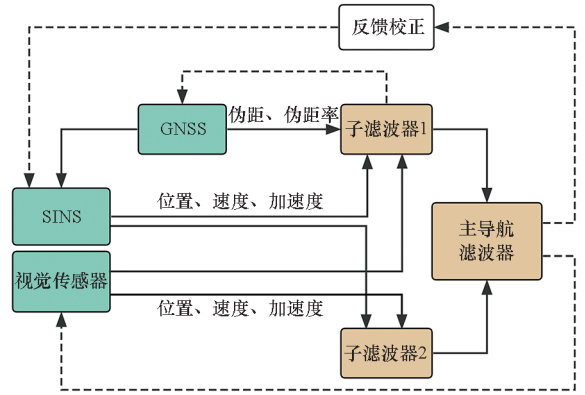 反馈校正
GNSS
伪距、伪距率
子滤波器1
位置、速度、加速度
SINS
主导航
滤波器
视觉传感器
位置、速度、加速度
子滤波器2